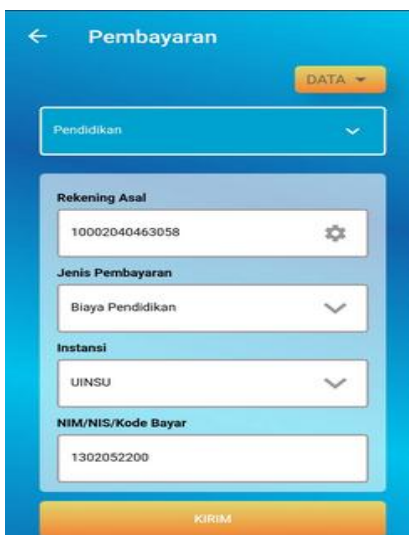 Pembayaran
DATA
Pendidikan
Rekening Asal
10002040463058
Jenis Pembayaran
Biaya Pendidikan
Instansi
UINSU
NIM/NIS/Kode Bayar
1302052200
KIRIM